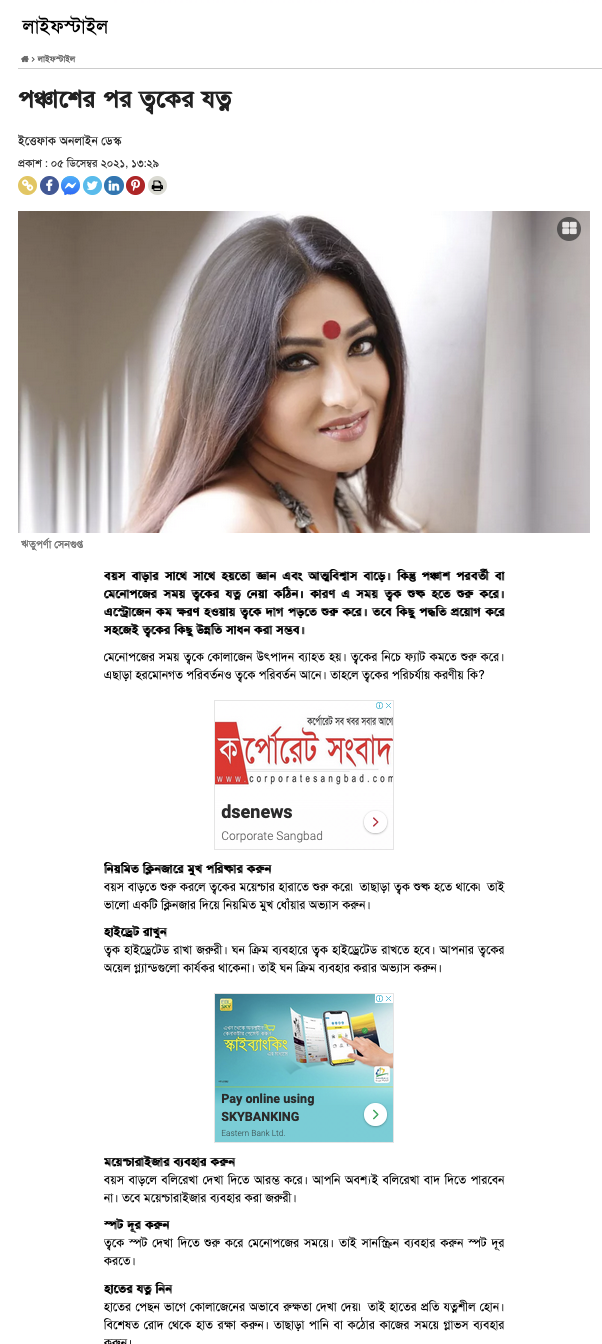 লাইফস্টাইল
লাইফস্টাইল
পঞ্চাশের পর ত্বকের যত্ন
ইত্তেফাক অনলাইন ডেস্ক
প্রকাশ : ০৫ ডিসেম্বর ২০২১, ১৩:২৯
ঋতুপর্ণা সেনগুপ্ত
বয়স বাড়ার সাথে সাথে হয়তো জ্ঞান এবং আত্মবিশ্বাস বাড়ে। কিন্তু পঞ্চাশ পরবর্তী বা
মেনোপজের সময় ত্বকের যত্ন নেয়া কঠিন। কারণ এ সময় ত্বক শুষ্ক হতে শুরু করে।
এস্ট্রোজেন কম ক্ষরণ হওয়ায় ত্বকে দাগ পড়তে শুরু করে। তবে কিছু পদ্ধতি প্রয়োগ করে
সহজেই ত্বকের কিছু উন্নতি সাধন করা সম্ভব।
মেনোপজের সময় ত্বকে কোলাজেন উৎপাদন ব্যাহত হয়। ত্বকের নিচে ফ্যাট কমতে শুরু করে।
এছাড়া হরমোনগত পরিবর্তনও ত্বকে পরিবর্তন আনে। তাহলে ত্বকের পরিচর্যায় করণীয় কি?
কর্পোরেট সব খবর সবার আগে
কর্পোরেট সংবাদ
www.corporatesangbad.com
dsenews
Corporate Sangbad
নিয়মিত ক্লিনজারে মুখ পরিষ্কার করুন
বয়স বাড়তে শুরু করলে ত্বকের ময়েশ্চার হারাতে শুরু করে৷ তাছাড়া ত্বক শুষ্ক হতে থাকে৷ তাই
ভালো একটি ক্লিনজার দিয়ে নিয়মিত মুখ ধোঁয়ার অভ্যাস করুন।
হাইড্রেট রাখুন
ত্বক হাইড্রেটেড রাখা জরুরী। ঘন ক্রিম ব্যবহারে ত্বক হাইড্রেটেড রাখতে হবে। আপনার ত্বকের
অয়েল গ্ল্যান্ডগুলো কার্যকর থাকেনা। তাই ঘন ক্রিম ব্যবহার করার অভ্যাস করুন।
SKY
স্কাইব্যাংকিং
Pay online using
SKYBANKING
Eastern Bank Ltd.
ময়েশ্চারাইজার ব্যবহার করুন
বয়স বাড়লে বলিরেখা দেখা দিতে আরম্ভ করে। আপনি অবশ্যই বলিরেখা বাদ দিতে পারবেন
না। তবে ময়েশ্চারাইজার ব্যবহার করা জরুরী।
স্পট দূর করুন
ত্বকে স্পট দেখা দিতে শুরু করে মেনোপজের সময়ে। তাই সানস্ক্রিন ব্যবহার করুন স্পট দূর
করতে।
হাতের যত্ন নিন
হাতের পেছন ভাগে কোলাজেনের অভাবে রুক্ষতা দেখা দেয়৷ তাই হাতের প্রতি যত্নশীল হোন।
বিশেষত রোদ থেকে হাত রক্ষা করুন। তাছাড়া পানি বা কঠোর কাজের সময়ে গ্লাভস ব্যবহার
করুন।